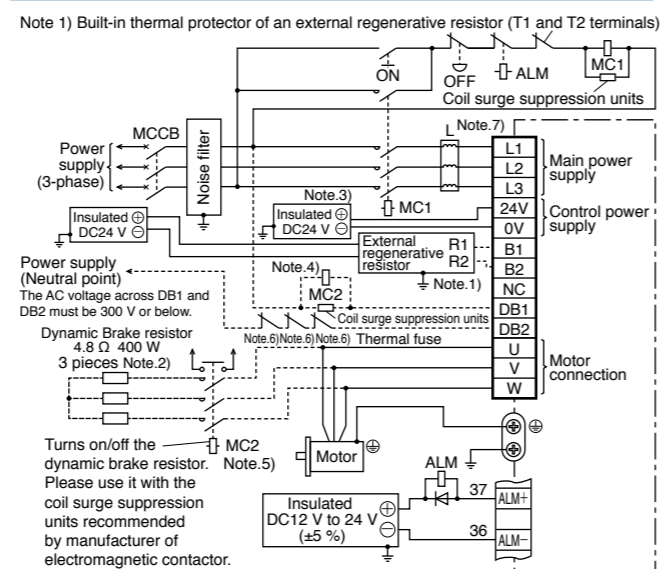 Note 1) Built-in thermal protector of an external regenerative resistor (T1 and T2 terminals)
ON
OFF
ALM
MC1
Coil surge suppression units
MCCB
Noise filter
L
Note.7)
Power
supply
(3-phase)
L1
L2
L3
Main power
supply
Note.3)
MC1
Insulated
DC24 V
Insulated
DC24 V
24V
0V
Control power
supply
External
regenerative
resistor
R1
R2
Note.1)
B1
B2
NC
Power supply
(Neutral point)
The AC voltage across DB1 and
DB2 must be 300 V or below.
Note.4)
MC2
Coil surge suppression units
DB1
DB2
Note.6) Note.6) Note.6) Thermal fuse
Dynamic Brake resistor
4.8 Ω 400 W
3 pieces Note.2)
U
V
W
Motor
connection
Turns on/off the
dynamic brake resistor.
Please use it with the
coil surge suppression
units recommended
by manufacturer of
electromagnetic contactor.
MC2
Note.5)
Motor
ALM
Insulated
DC12 V to 24 V
(±5 %)
37
ALM+
36
ALM−